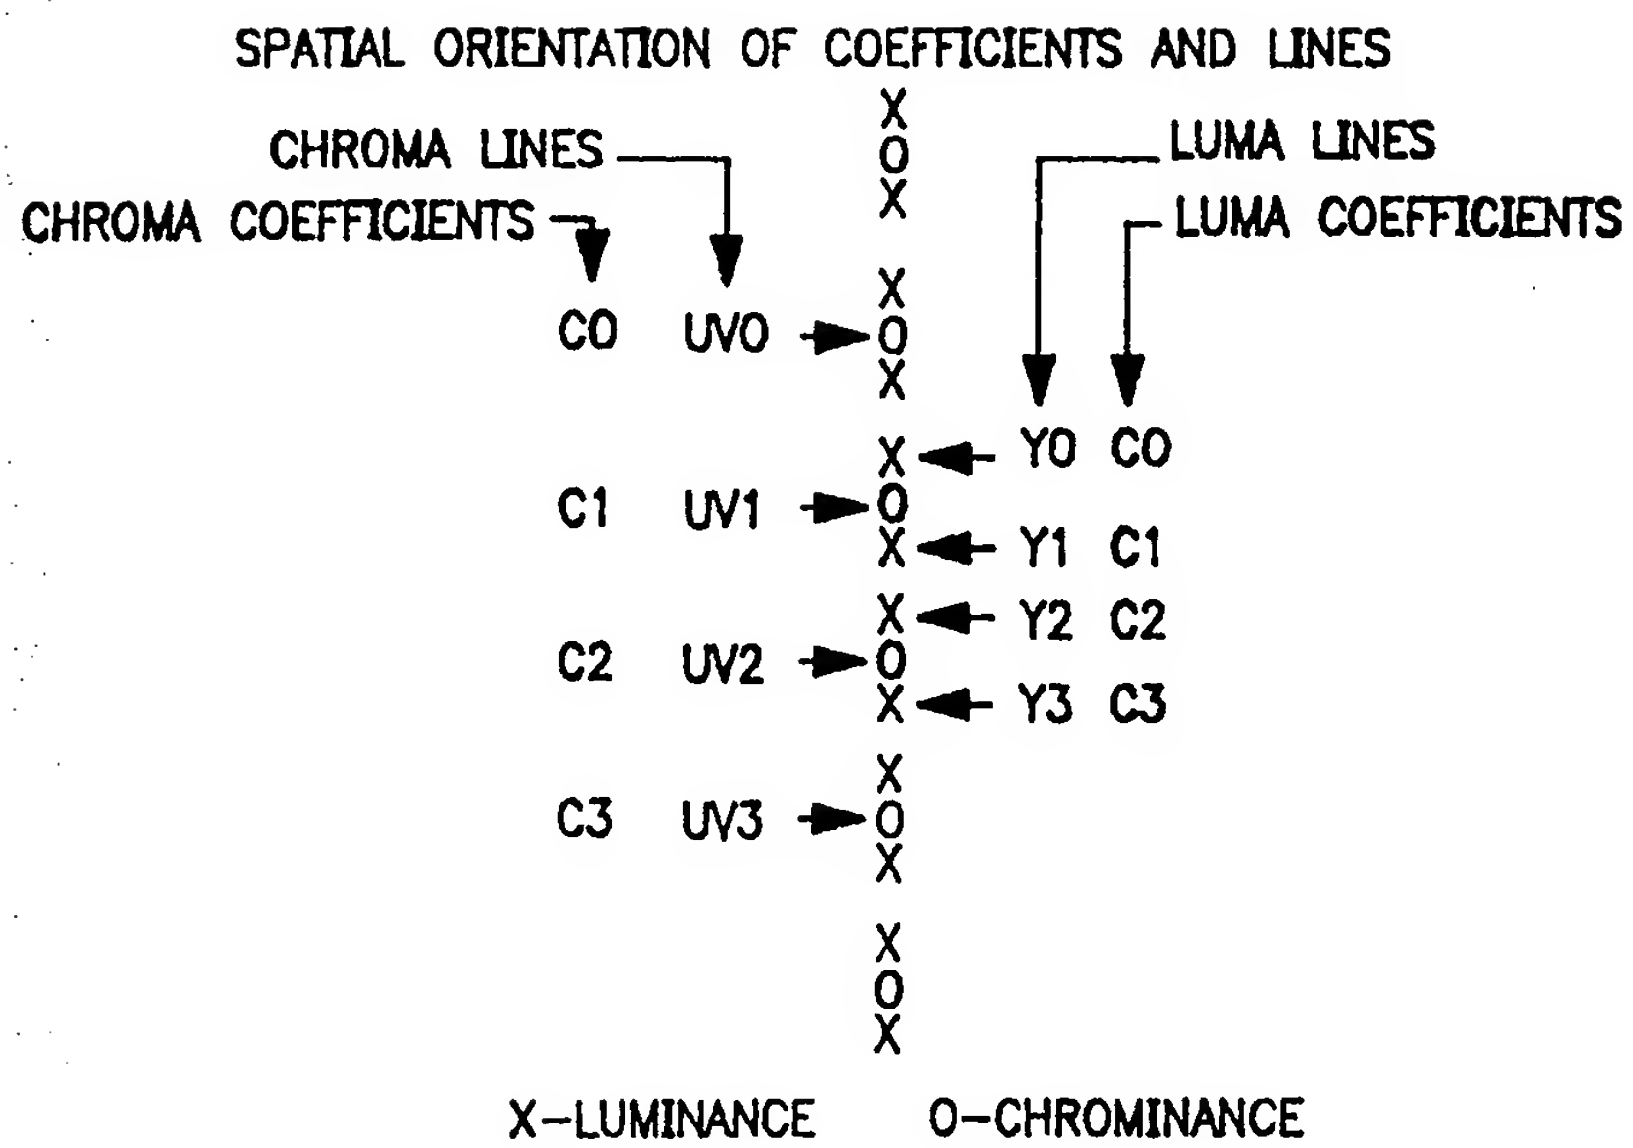 SPATIAL ORIENTATION OF COEFFICIENTS AND LINES
X
O
X
CHROMA LINES
LUMA LINES
CHROMA COEFFICIENTS
LUMA COEFFICIENTS
X
C0 UV0 O
X
X Y0 C0
C1 UV1 O
X Y1 C1
X Y2 C2
C2 UV2 O
X Y3 C3
X
C3 UV3 O
X
X
O
X
X-LUMINANCE O-CHROMINANCE